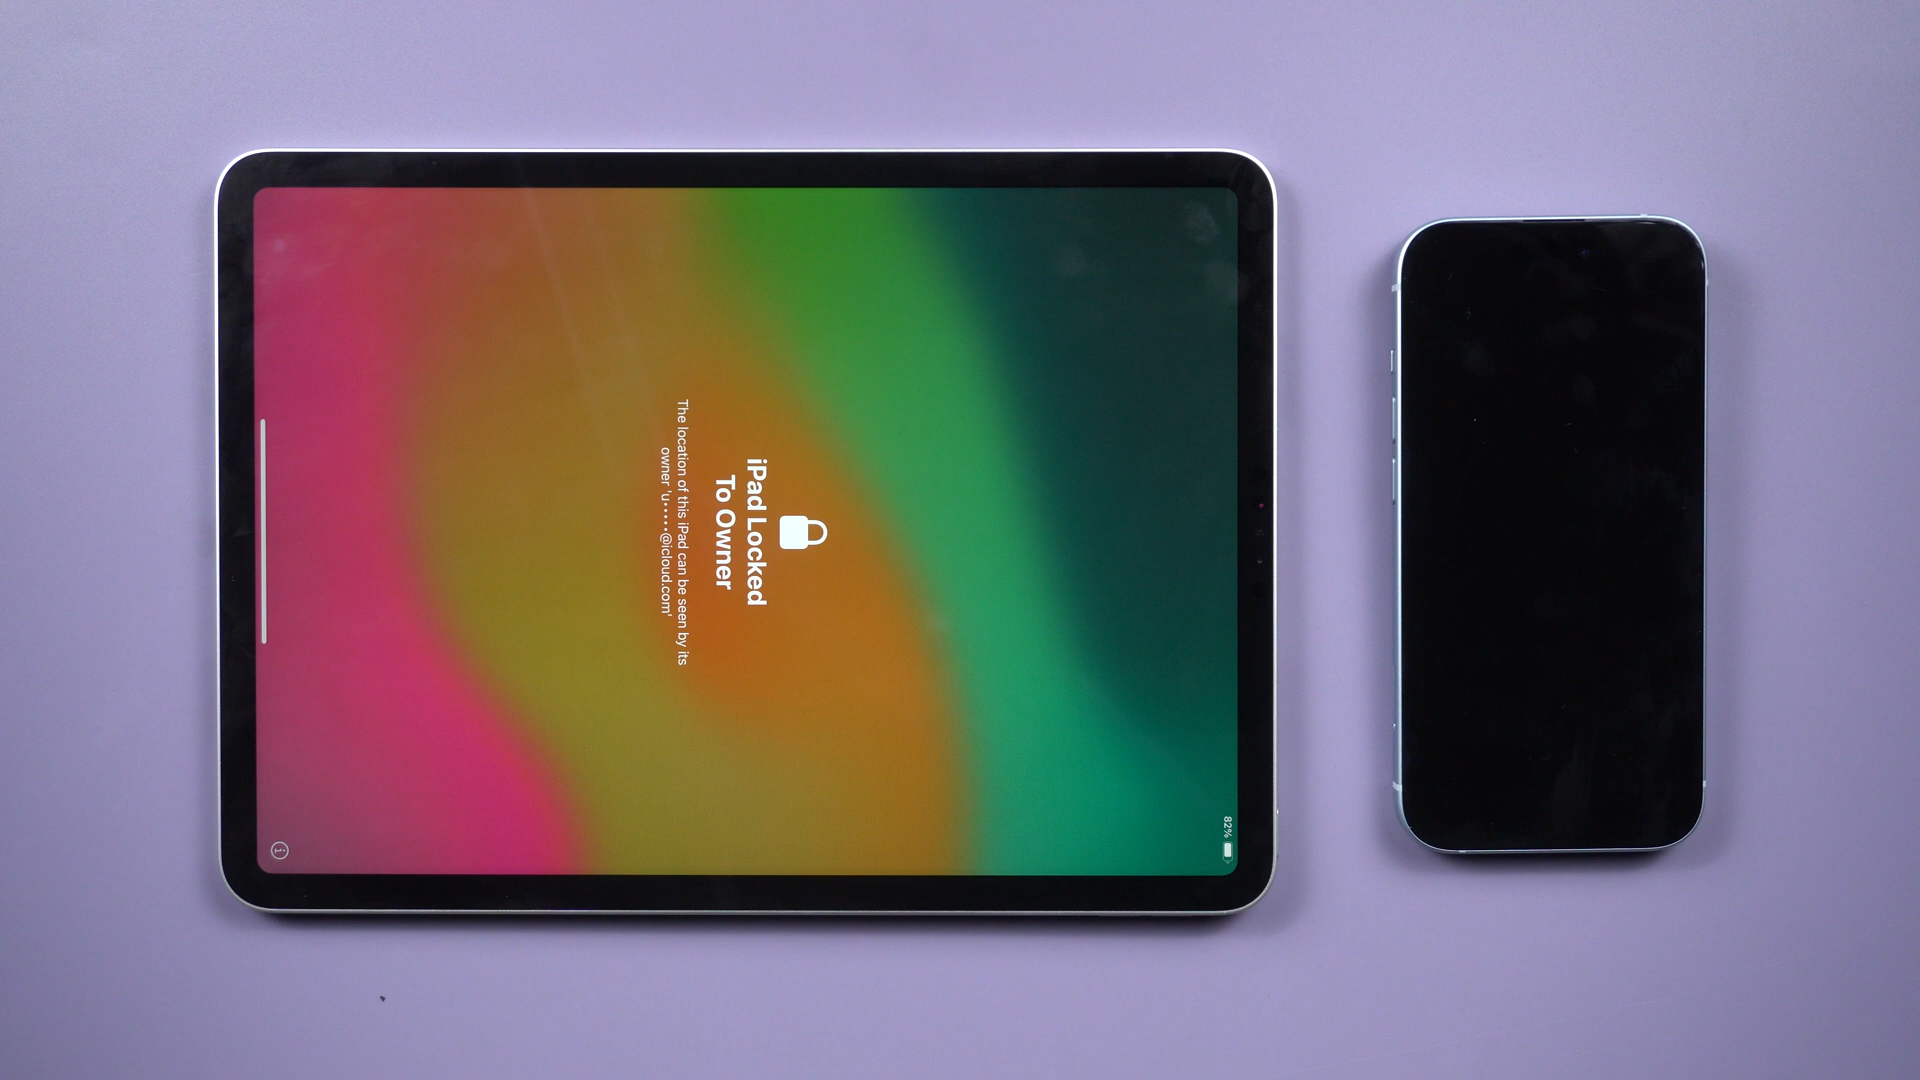 82%
iPad Locked
To Owner
The location of this iPad can be seen by its
owner 'u•••••@icloud.com'